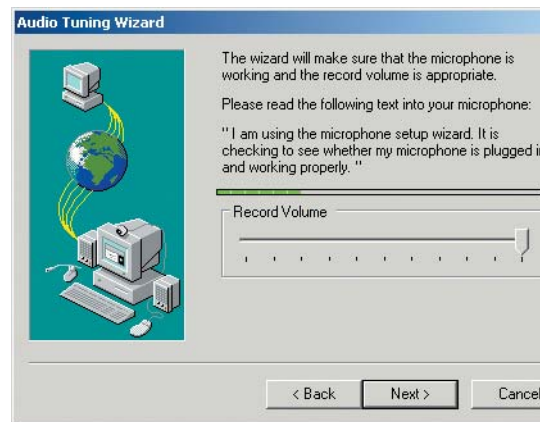 Audio Tuning Wizard
The wizard will make sure that the microphone is
working and the record volume is appropriate.
Please read the following text into your microphone:
"I am using the microphone setup wizard. It is
checking to see whether my microphone is plugged i
and working properly. "
Record Volume
< Back
Next >
Cancel